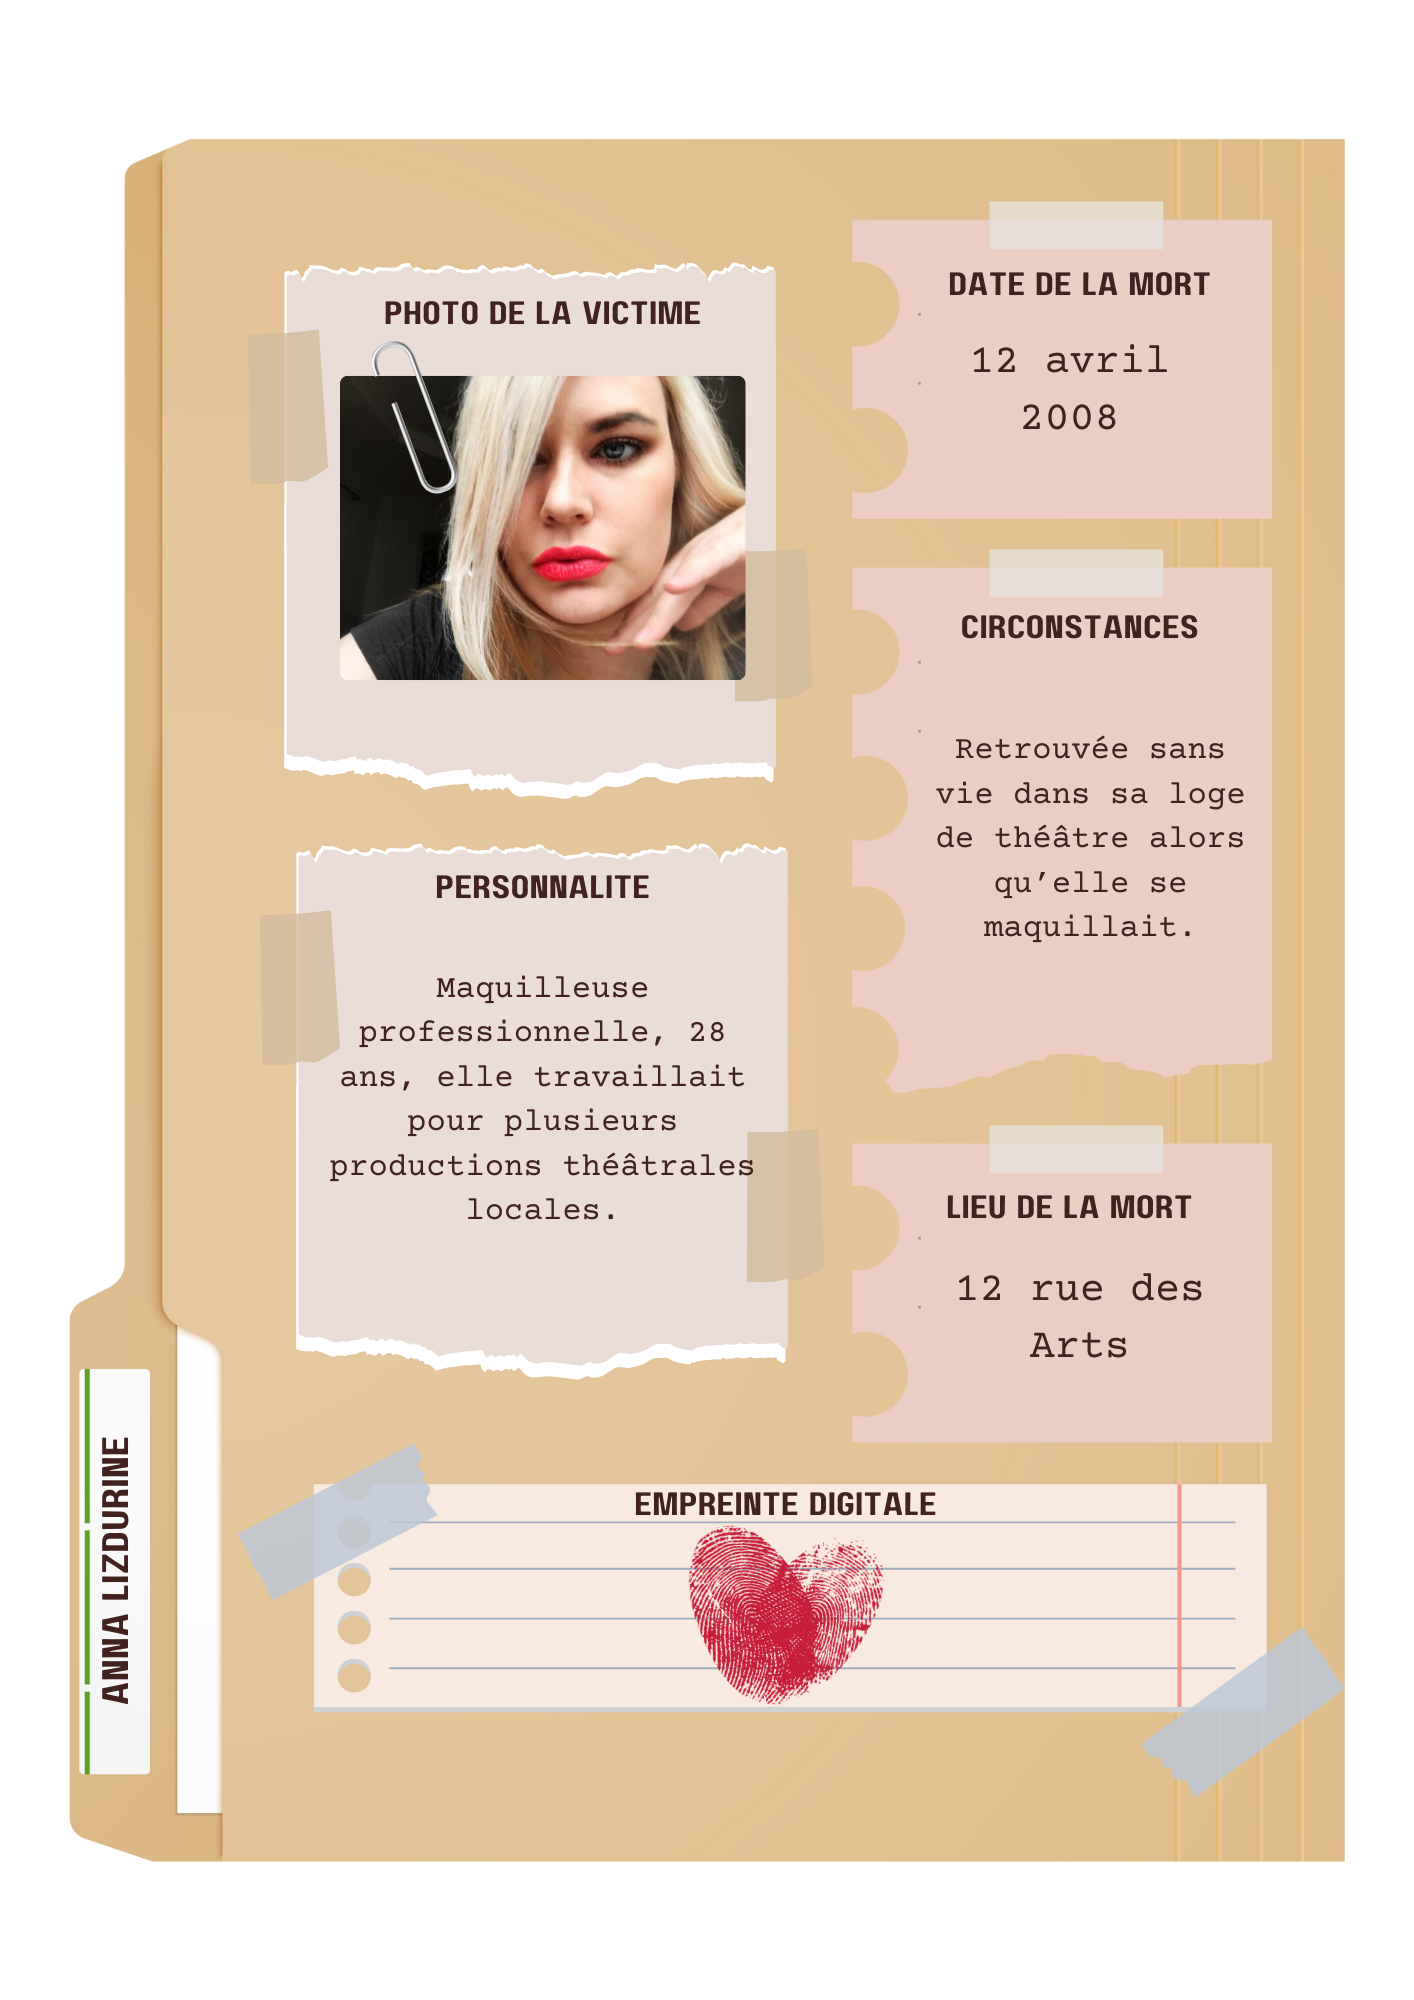 PHOTO DE LA VICTIME
PERSONNALITE
Maquilleuse
professionnelle, 28
ans, elle travaillait
pour plusieurs
productions théâtrales
locales.
DATE DE LA MORT
12 avril
2008
CIRCONSTANCES
Retrouvée sans
vie dans sa loge
de théâtre alors
qu’elle se
maquillait.
LIEU DE LA MORT
12 rue des
Arts
EMPREINTE DIGITALE
ANNA LIZDURINE